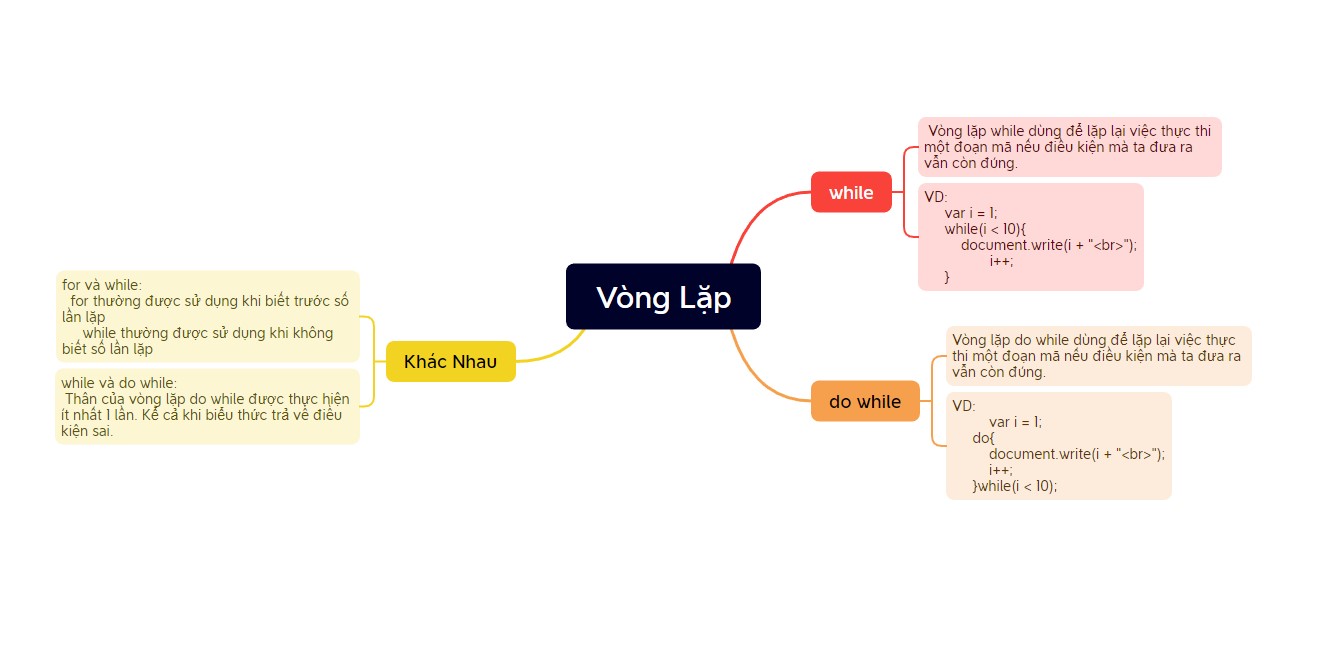 Vòng Lặp
while
Vòng lặp while dùng để lặp lại việc thực thi
một đoạn mã nếu điều kiện mà ta đưa ra
vẫn còn đúng.
VD:
var i = 1;
while(i < 10){
document.write(i + "<br>");
i++;
}
do while
Vòng lặp do while dùng để lặp lại việc thực
thi một đoạn mã nếu điều kiện mà ta đưa ra
vẫn còn đúng.
VD:
var i = 1;
do{
document.write(i + "<br>");
i++;
}while(i < 10);
Khác Nhau
for và while:
for thường được sử dụng khi biết trước số
lần lặp
while thường được sử dụng khi không
biết số lần lặp
while và do while:
Thân của vòng lặp do while được thực hiện
ít nhất 1 lần. Kể cả khi biểu thức trả về điều
kiện sai.